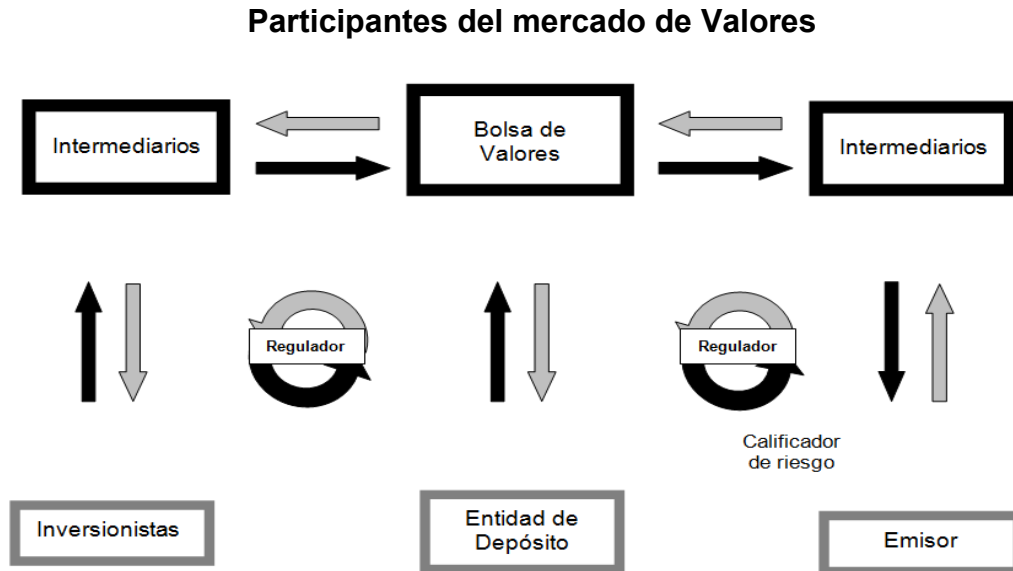 Participantes del mercado de Valores
Intermediarios
Bolsa de
Valores
Intermediarios
Regulador
Regulador
Calificador
de riesgo
Inversionistas
Entidad de
Depósito
Emisor